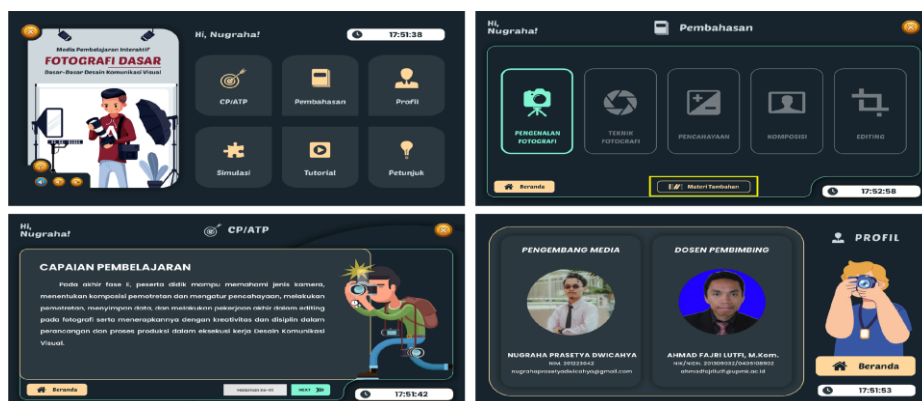 Media Pembelajaran Interaktif
FOTOGRAFI DASAR
Dasar-Dasar Desain Komunikasi Visual
Hi, Nugraha!
17:51:38
CP/ATP
Pembahasan
Profil
Simulasi
Tutorial
Petunjuk
Hi,
Nugraha!
Pembahasan
PENGENALAN
FOTOGRAFI
TEKNIK
FOTOGRAFI
PENCAHAYAAN
KOMPOSISI
EDITING
Beranda
Materi Tambahan
17:52:58
Hi,
Nugraha!
CP/ATP
CAPAIAN PEMBELAJARAN
Pada akhir fase E, peserta didik mampu memahami jenis kamera,
menentukan komposisi pemotretan dan mengatur pencahayaan, melakukan
pemotretan, menyimpan data, dan melakukan pekerjaan akhir dalam editing
pada fotografi serta menerapkannya dengan kreativitas dan disiplin dalam
perancangan dan proses produksi dalam eksekusi kerja Desain Komunikasi
Visual.
Beranda
NEXT
17:51:42
PENGEMBANG MEDIA
NUGRAHA PRASETYA DWICAHYA
nugrahaprasetyadwicahya@gmail.com
DOSEN PEMBIMBING
AHMAD FAJRI LUTFI, M.Kom.
PROFIL
Beranda
17:51:53